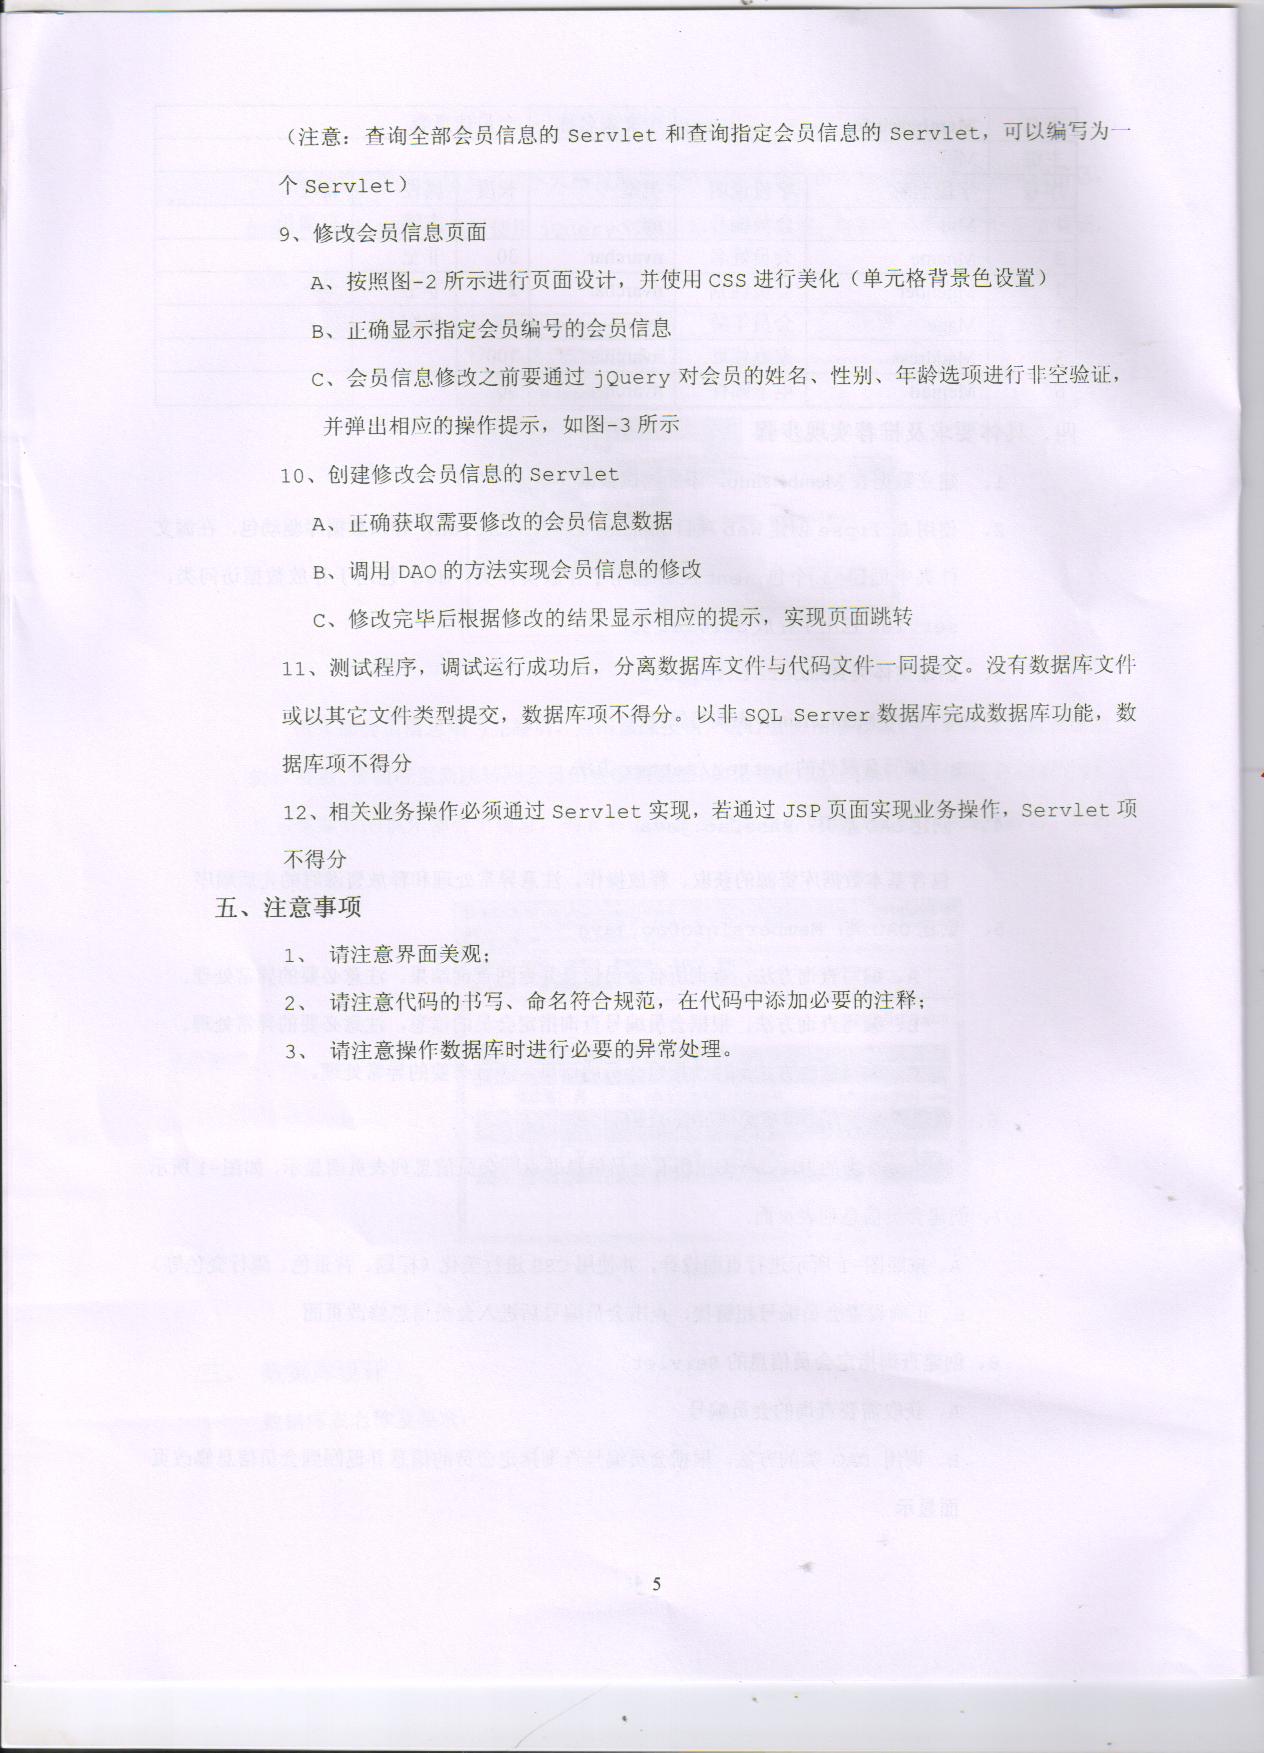 （注意：查询全部会员信息的 Servlet 和查询指定会员信息的 Servlet，可以编写为一
个 Servlet）
9、修改会员信息页面
A、按照图-2 所示进行页面设计，并使用 CSS 进行美化（单元格背景色设置）
B、正确显示指定会员编号的会员信息
C、会员信息修改之前要通过 jQuery 对会员的姓名、性别、年龄选项进行非空验证，
并弹出相应的操作提示，如图-3 所示
10、创建修改会员信息的 Servlet
A、正确获取需要修改的会员信息数据
B、调用 DAO 的方法实现会员信息的修改
C、修改完毕后根据修改的结果显示相应的提示，实现页面跳转
11、测试程序，调试运行成功后，分离数据库文件与代码文件一同提交。没有数据库文件
或以其它文件类型提交，数据库项不得分。以非 SQL Server 数据库完成数据库功能，数
据库项不得分
12、相关业务操作必须通过 Servlet 实现，若通过 JSP 页面实现业务操作，Servlet 项
不得分
五、注意事项
1、 请注意界面美观；
2、 请注意代码的书写、命名符合规范，在代码中添加必要的注释；
3、 请注意操作数据库时进行必要的异常处理。
5